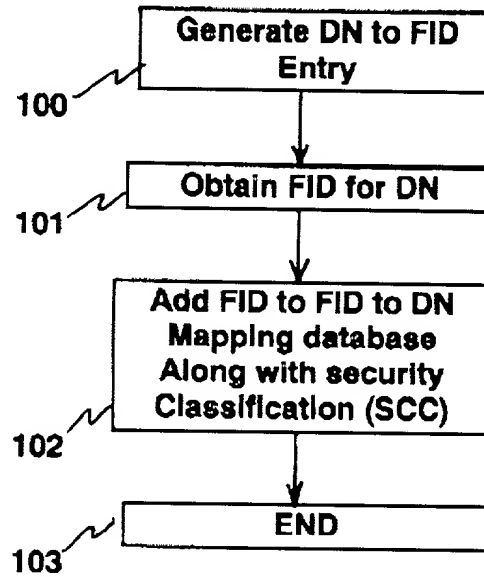 Generate DN to FID
Entry
100
Obtain FID for DN
101
Add FID to FID to DN
Mapping database
Along with security
Classification (SCC)
102
END
103